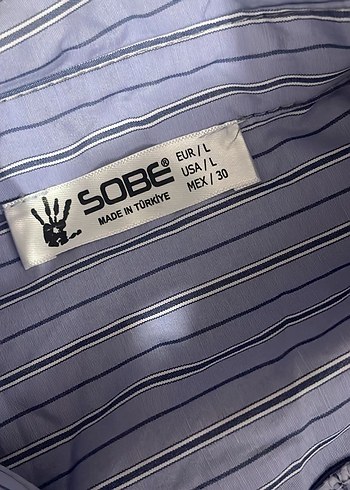 SOBE®
MADE IN TÜRKİYE
EUR / L
USA / L
MEX / 30